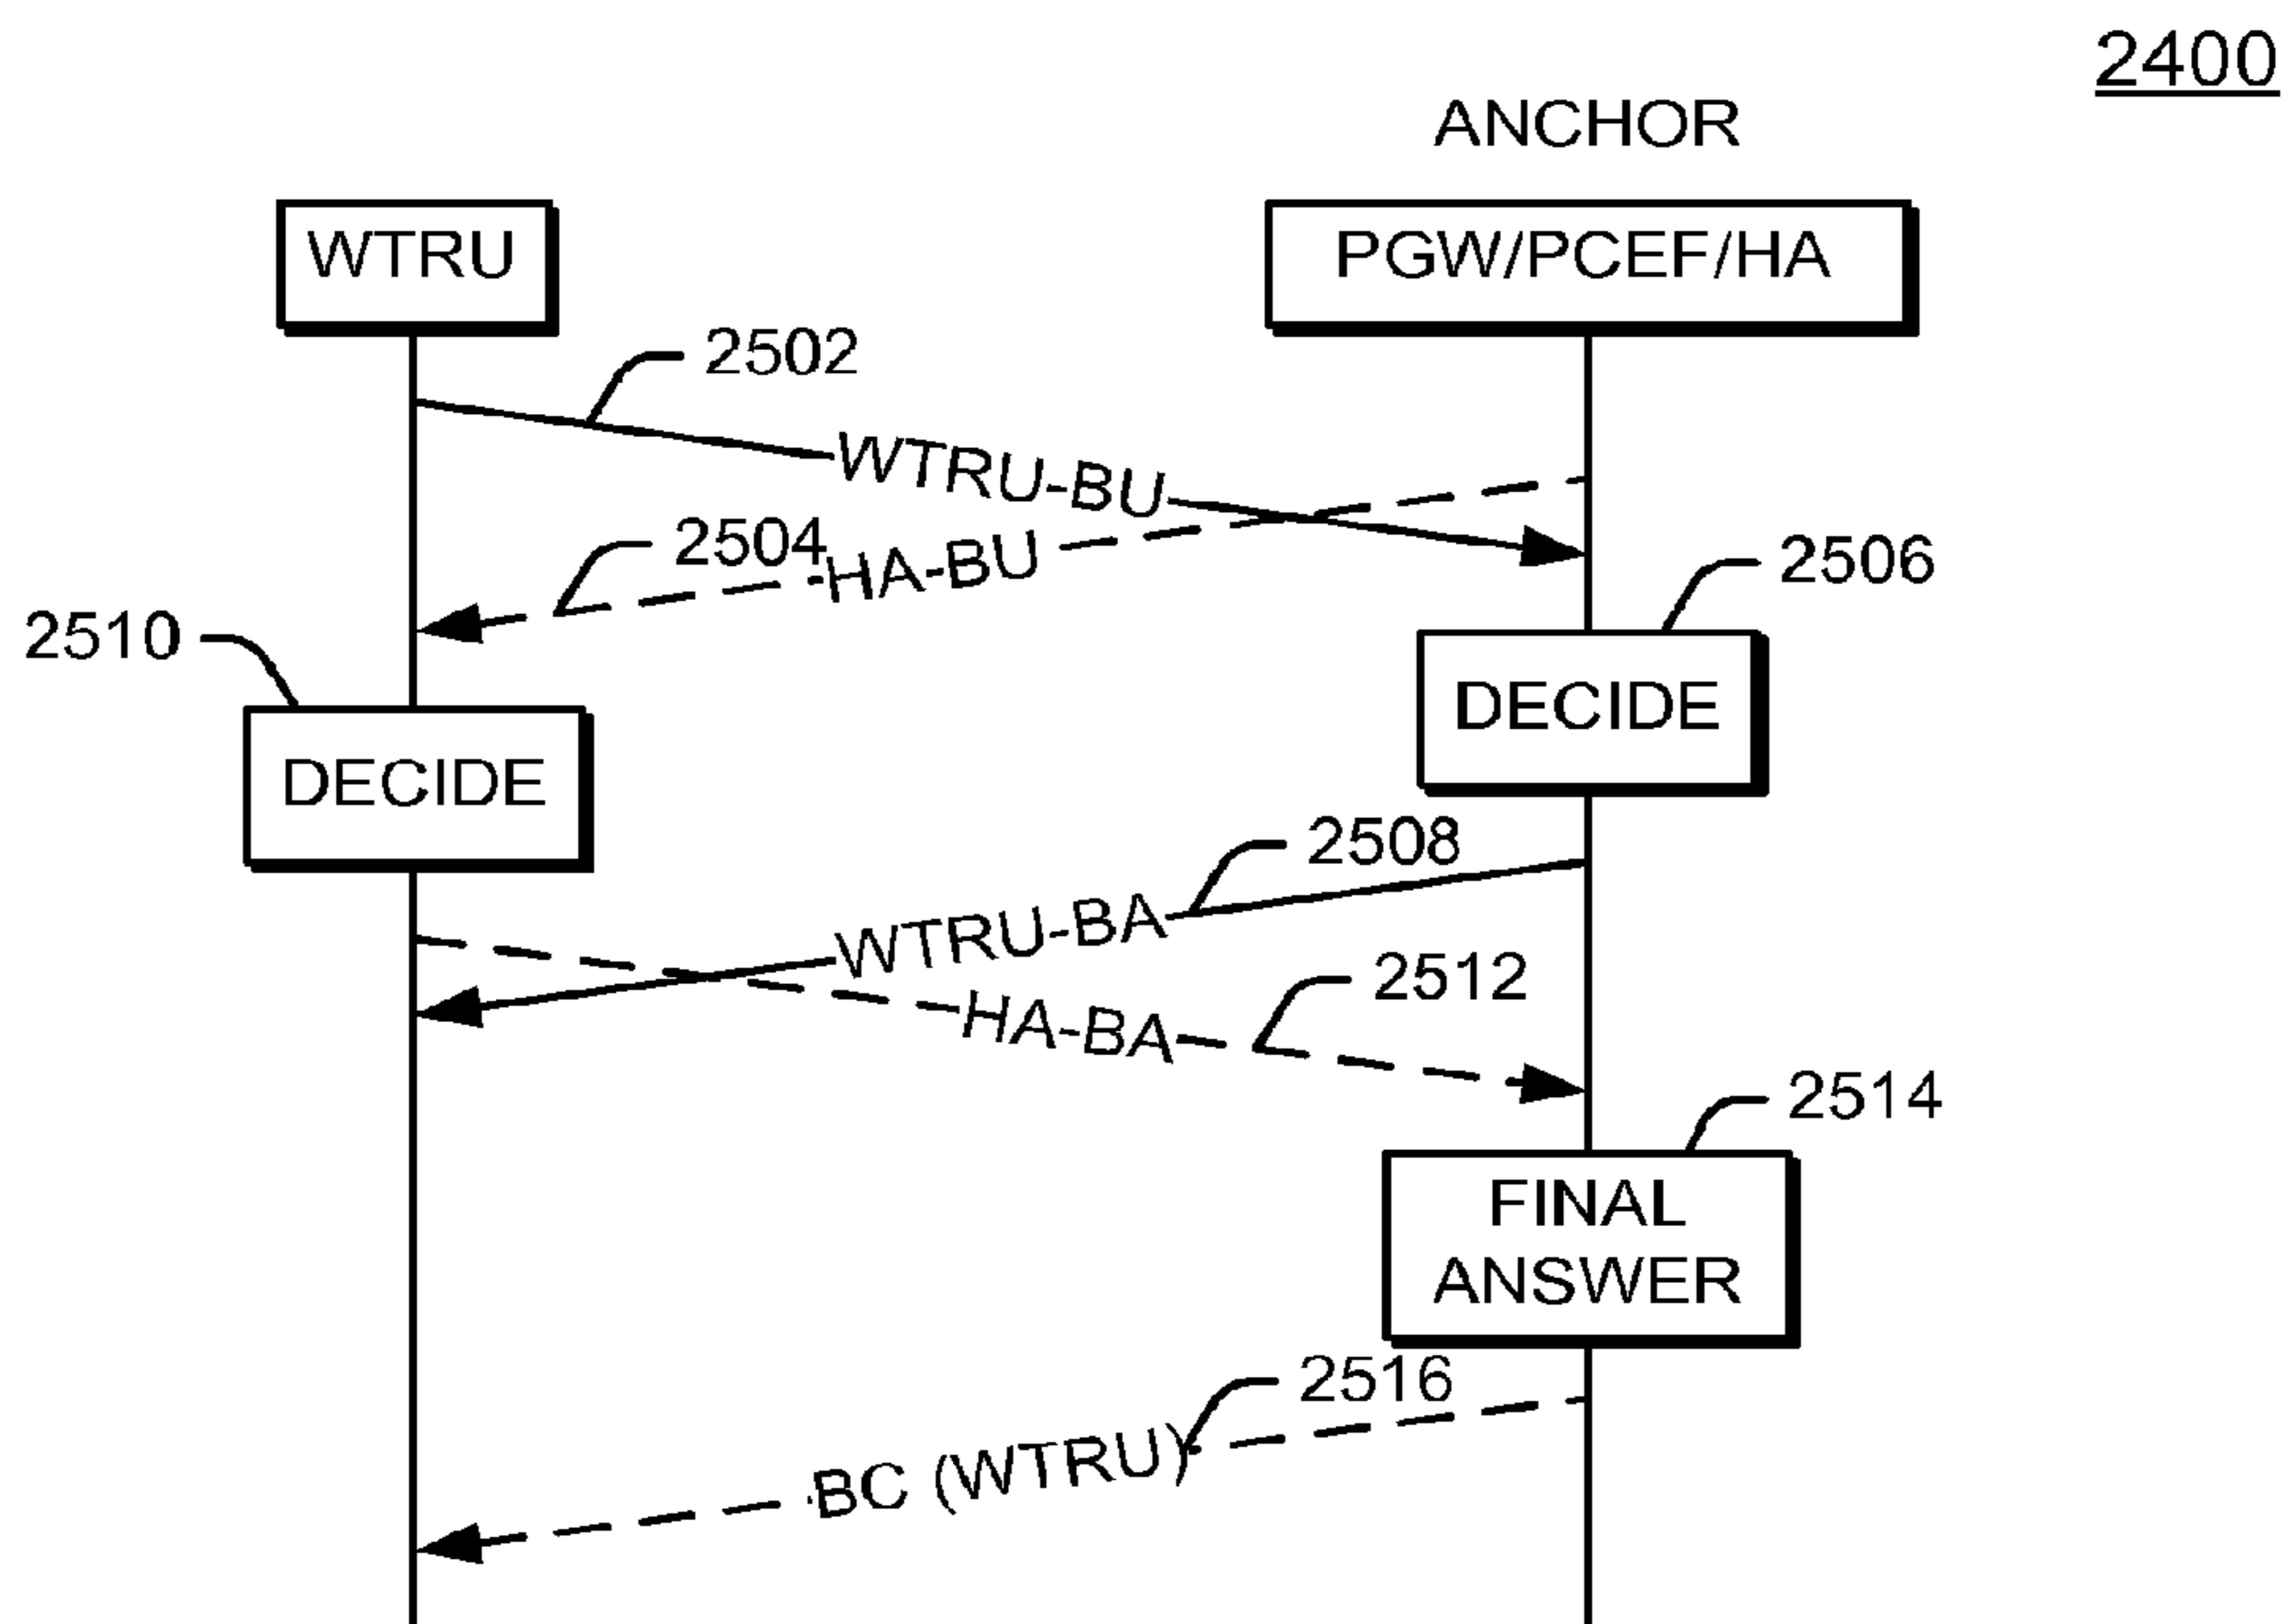 2400
ANCHOR
WTRU
PGW/PCEF/HA
2502
WTRU-BU
2504
HA-BU
2506
2510
DECIDE
DECIDE
2508
WTRU-BA
2512
HA-BA
2514
FINAL
ANSWER
2516
BC (WTRU)